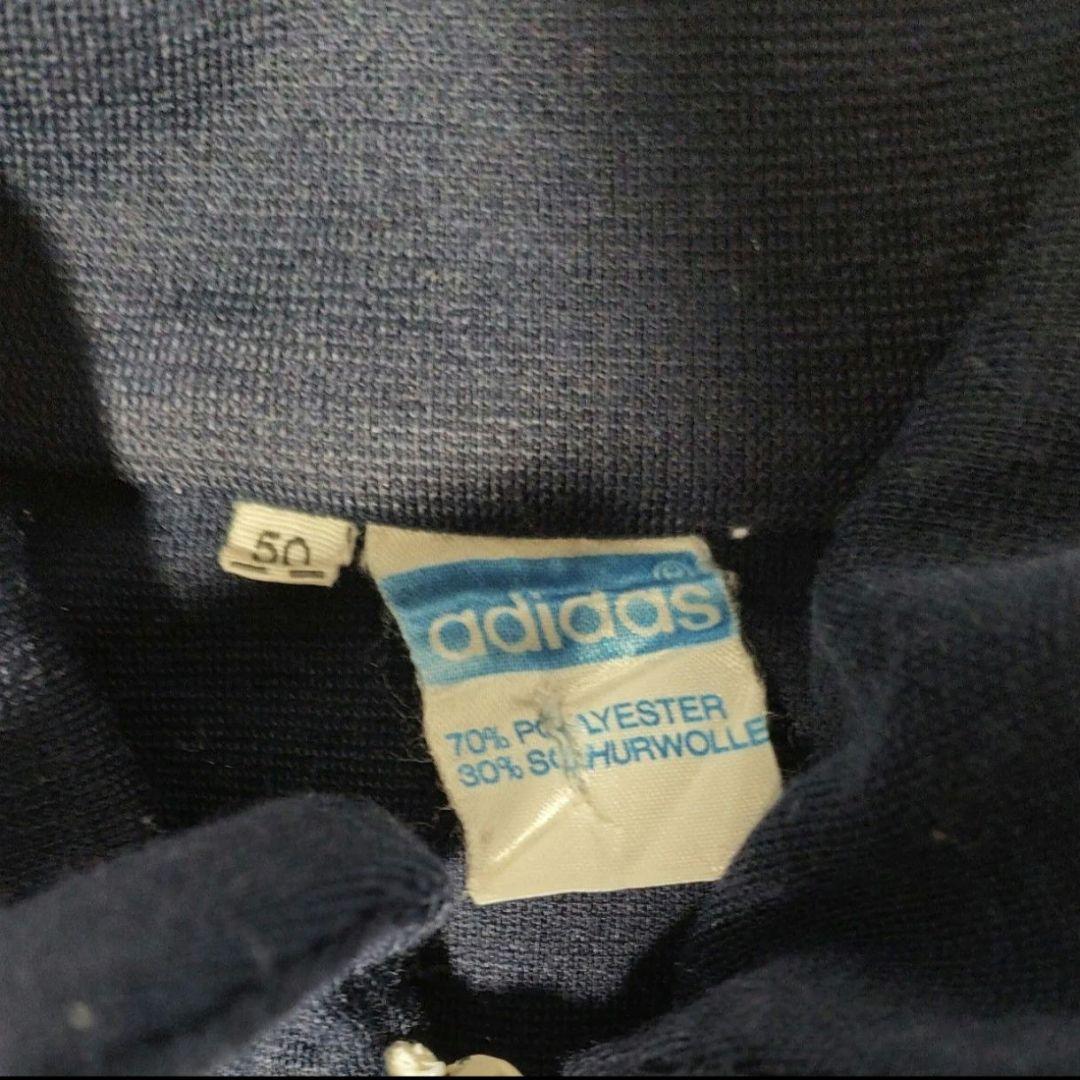 50
adidas®
70% POLYESTER
30% SCHURWOLLE